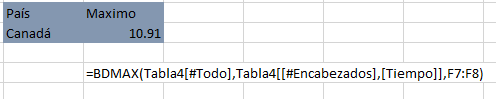 País Maximo
Canadá 10.91
=BDMAX(Tabla4[#Todo],Tabla4[[#Encabezados],[Tiempo]],F7:F8)